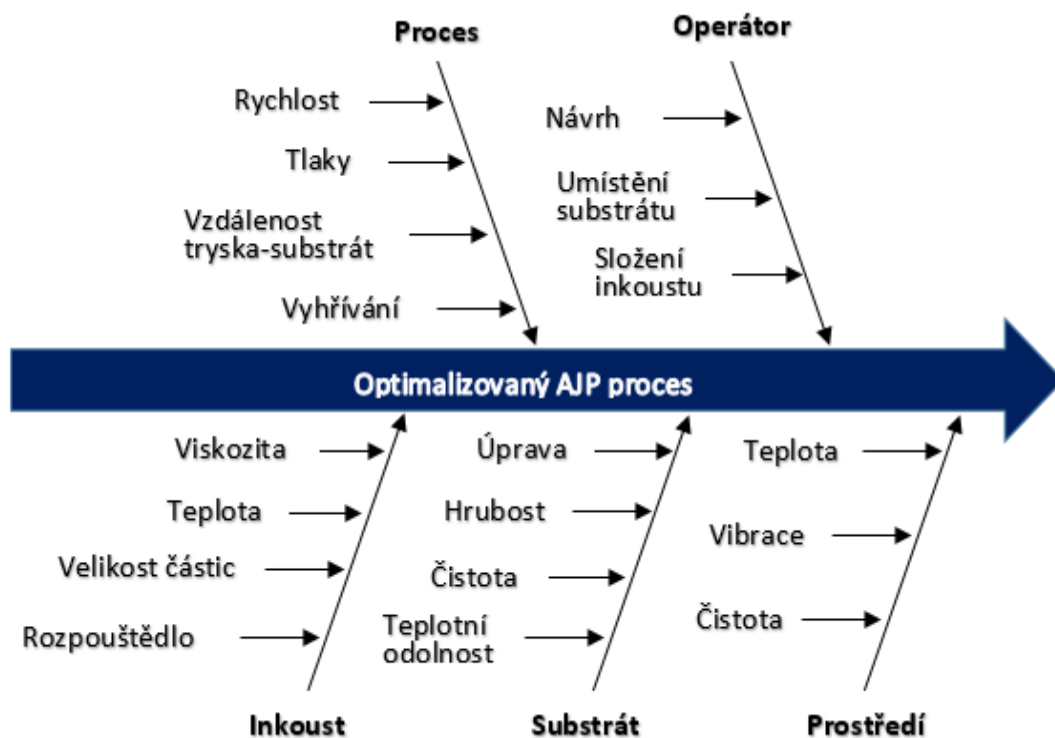 Proces
Operátor
Rychlost
Návrh
Tlaky
Umístění
substrátu
Vzdálenost
tryska-substrát
Složení
inkoustu
Vyhřívání
Optimalizovaný AJP proces
Viskozita
Úprava
Teplota
Teplota
Hrubost
Vibrace
Velikost částic
Čistota
Čistota
Rozpouštědlo
Teplotní
odolnost
Inkoust
Substrát
Prostředí